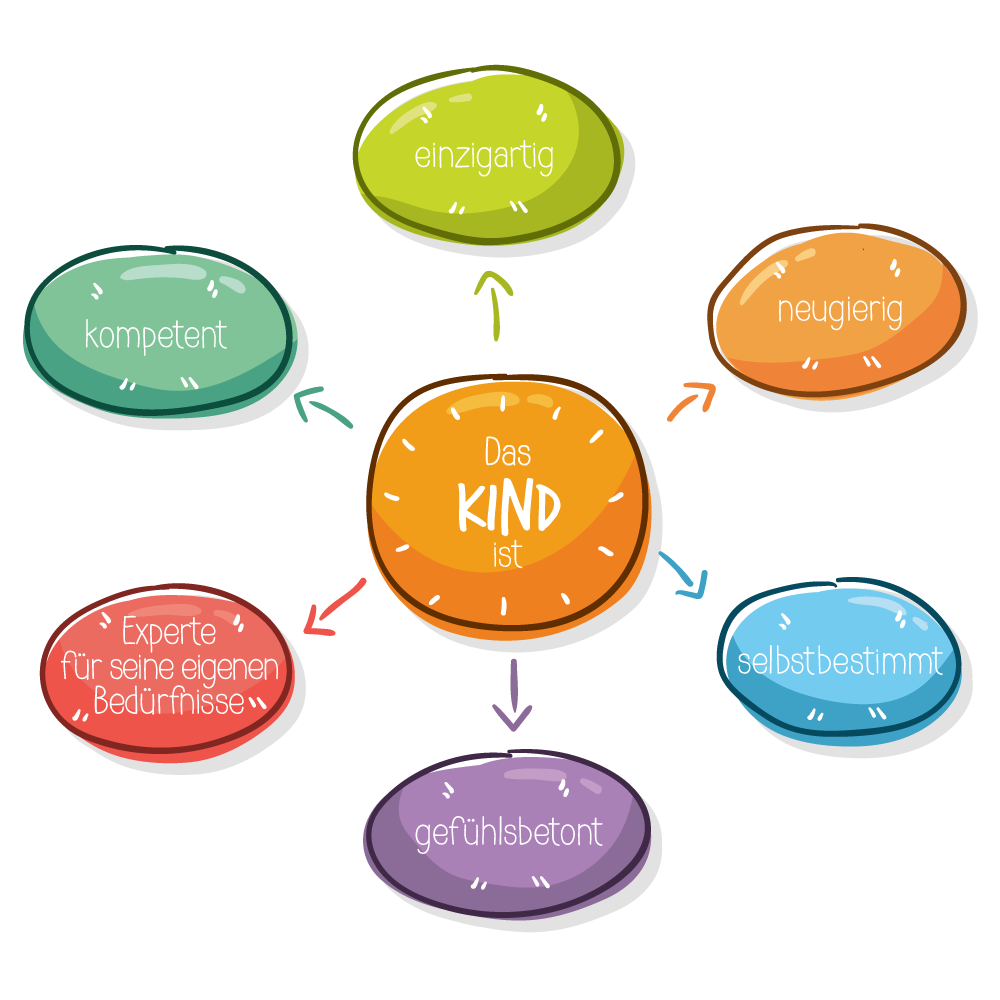 einzigartig
neugierig
kompetent
Das
KIND
ist
Experte
für seine eigenen
Bedürfnisse
selbstbestimmt
gefühlsbetont